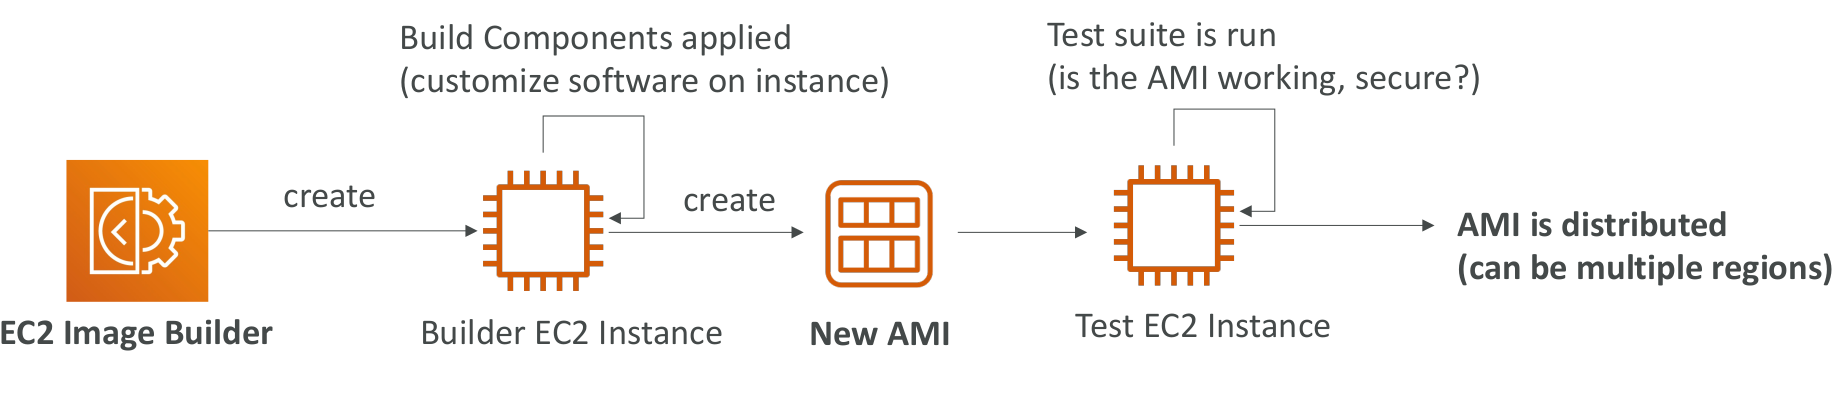 Build Components applied
(customize software on instance)
Test suite is run
(is the AMI working, secure?)
create
create
AMI is distributed
(can be multiple regions)
EC2 Image Builder
Builder EC2 Instance
New AMI
Test EC2 Instance